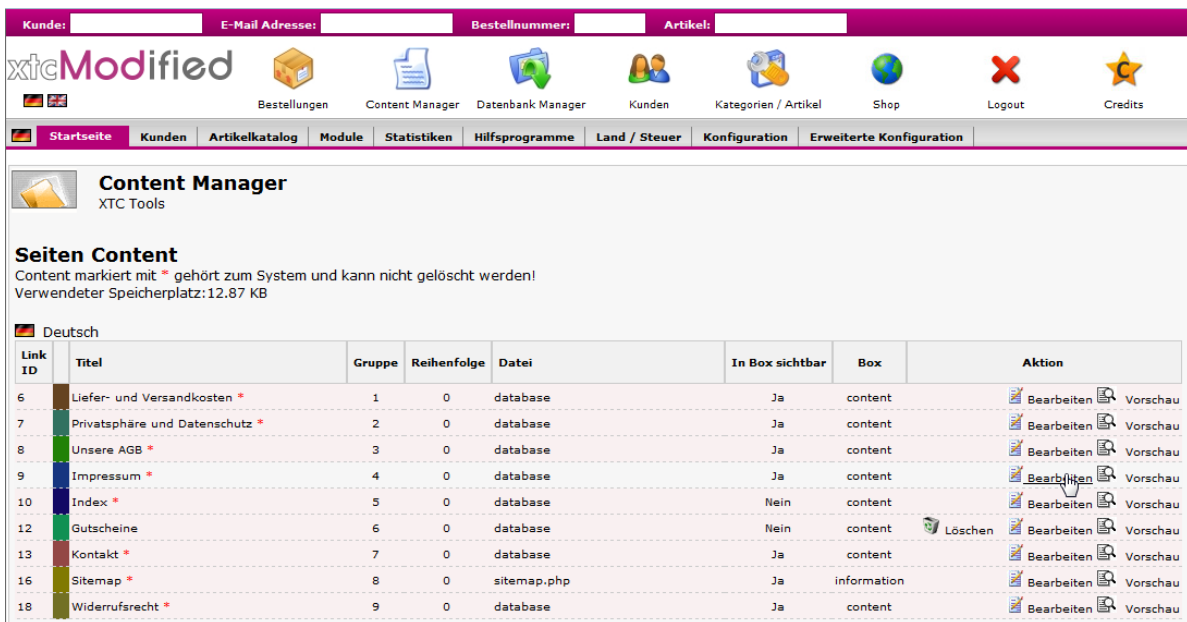 Kunde: E-Mail Adresse: Bestellnummer: Artikel:
xtcModified
Bestellungen Content Manager Datenbank Manager Kunden Kategorien / Artikel Shop Logout Credits
Startseite Kunden Artikelkatalog Module Statistiken Hilfsprogramme Land / Steuer Konfiguration Erweiterte Konfiguration
Content Manager
XTC Tools
Seiten Content
Content markiert mit * gehört zum System und kann nicht gelöscht werden!
Verwendeter Speicherplatz:12.87 KB
Deutsch
Link ID Titel Gruppe Reihenfolge Datei In Box sichtbar Box Aktion
6 Liefer- und Versandkosten * 1 0 database Ja content Bearbeiten Vorschau
7 Privatsphäre und Datenschutz * 2 0 database Ja content Bearbeiten Vorschau
8 Unsere AGB * 3 0 database Ja content Bearbeiten Vorschau
9 Impressum * 4 0 database Ja content Bearbeiten Vorschau
10 Index * 5 0 database Nein content Bearbeiten Vorschau
12 Gutscheine 6 0 database Nein content Löschen Bearbeiten Vorschau
13 Kontakt * 7 0 database Ja content Bearbeiten Vorschau
16 Sitemap * 8 0 sitemap.php Ja information Bearbeiten Vorschau
18 Widerrufsrecht * 9 0 database Ja content Bearbeiten Vorschau